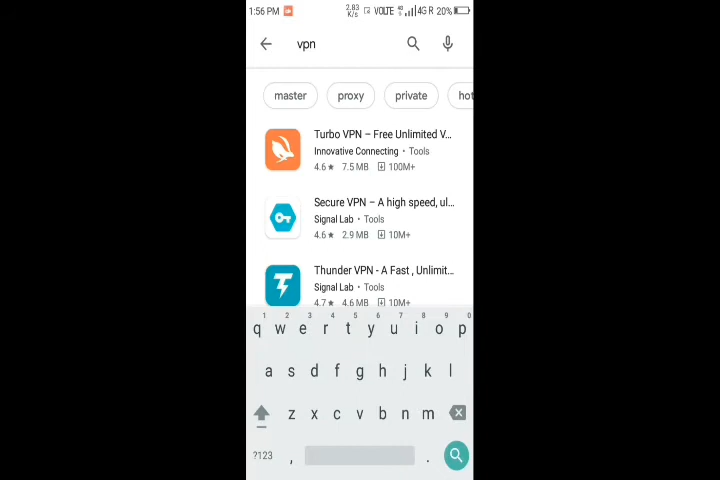 1:56 PM 2.83 K/s VOLTE 4G 4G R 20%
vpn
master proxy private hot
Turbo VPN – Free Unlimited V...
Innovative Connecting • Tools
4.6★ 7.5 MB 100M+
Secure VPN – A high speed, ul...
Signal Lab • Tools
4.6★ 2.9 MB 10M+
Thunder VPN - A Fast , Unlimit...
Signal Lab • Tools
4.7★ 4.6 MB 10M+
1 2 3 4 5 6 7 8 9 0
q w e r t y u i o p
a s d f g h j k l
z x c v b n m
?123 , .